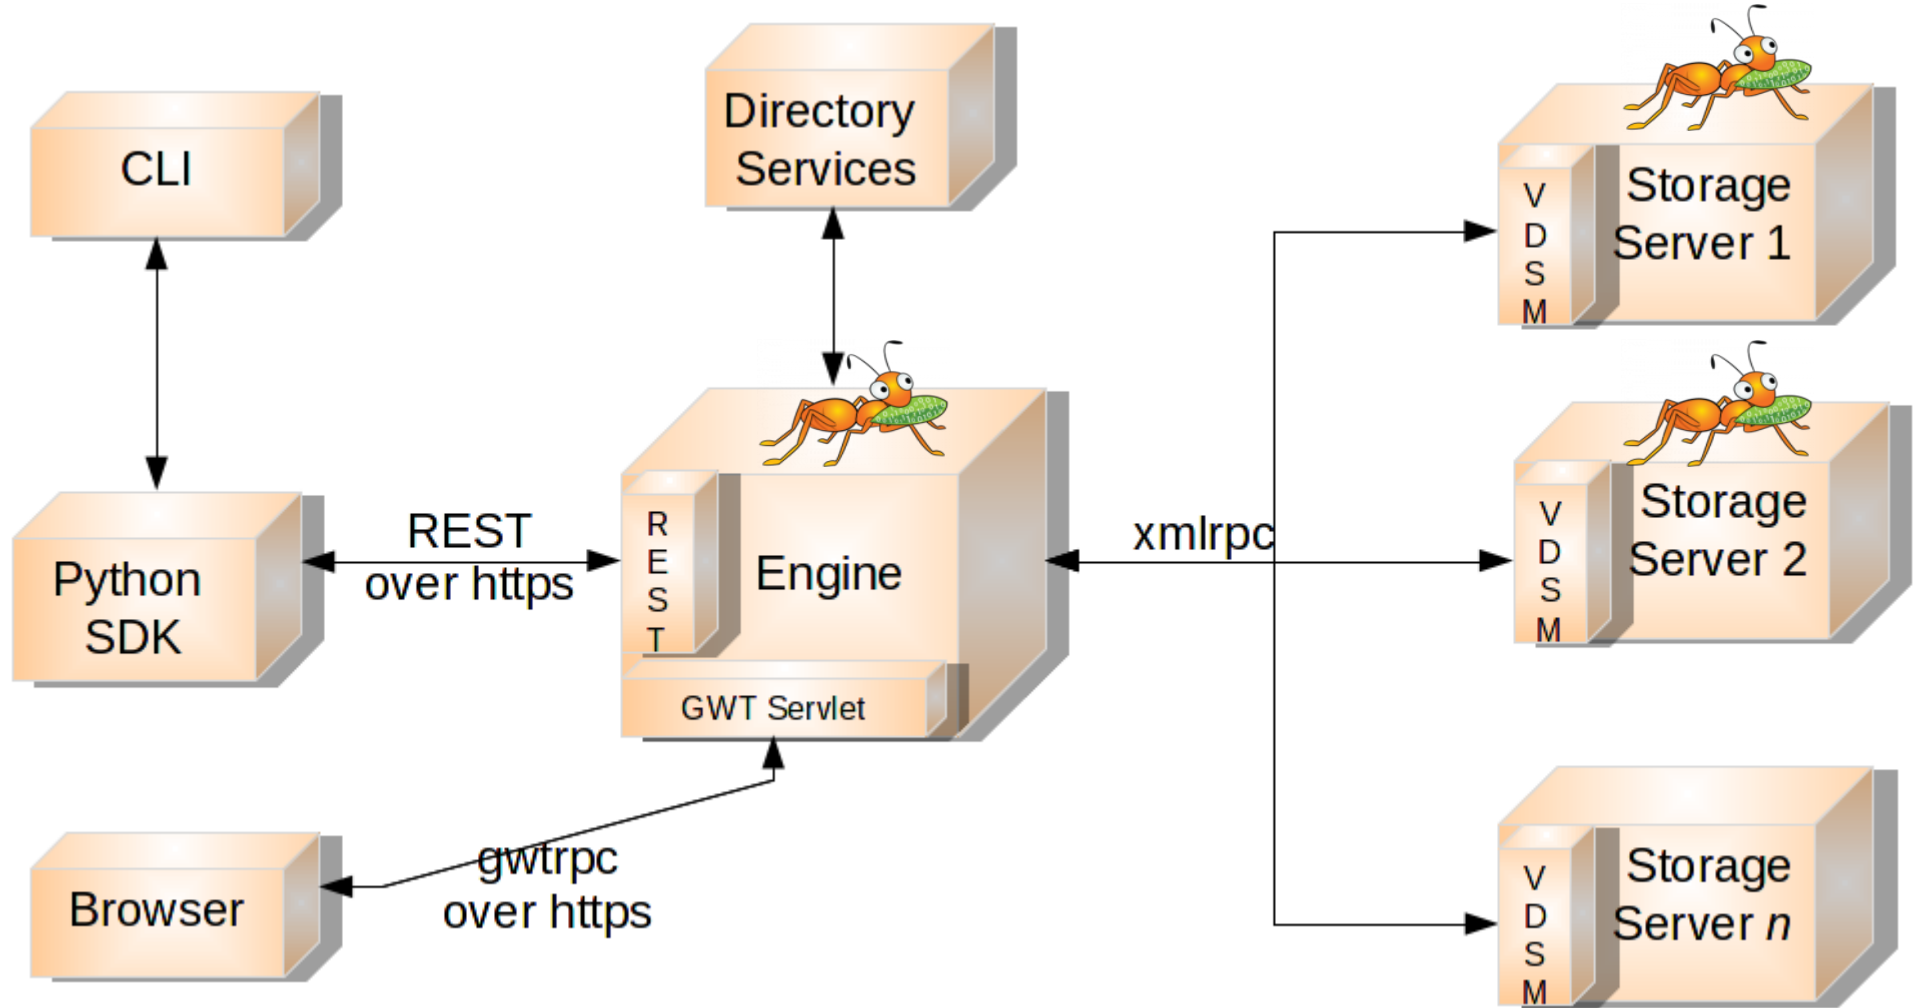 CLI
Directory
Services
V
D
S
M
Storage
Server 1
Python
SDK
REST
over https
R
E
S
T
Engine
GWT Servlet
xmlrpc
V
D
S
M
Storage
Server 2
Browser
gwtrpc
over https
V
D
S
M
Storage
Server n